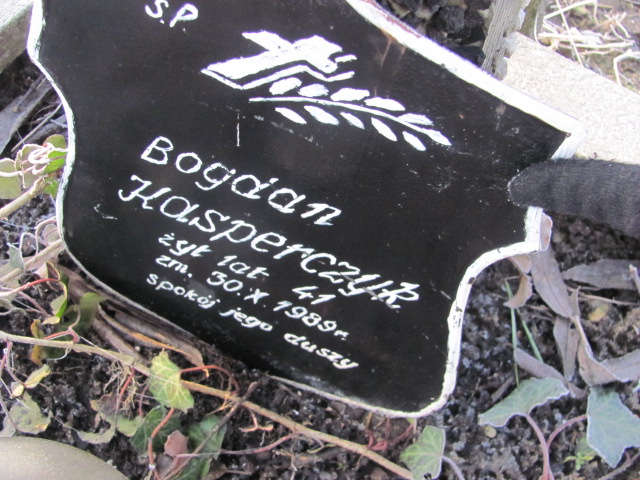 S.P
Bogdan
Kasperczyk
żył lat 41
zm. 30.X 1989r.
spokój jego duszy